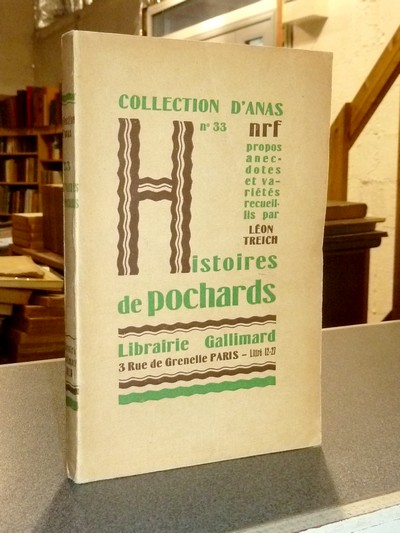 COLLECTION D'ANAS
n° 33
nrf
propos
anec-
dotes
et va-
riétés
recueil-
lis par
LÉON
TREICH
Histoires
de pochards
Librairie Gallimard
3 Rue de Grenelle PARIS – Littré 12-27